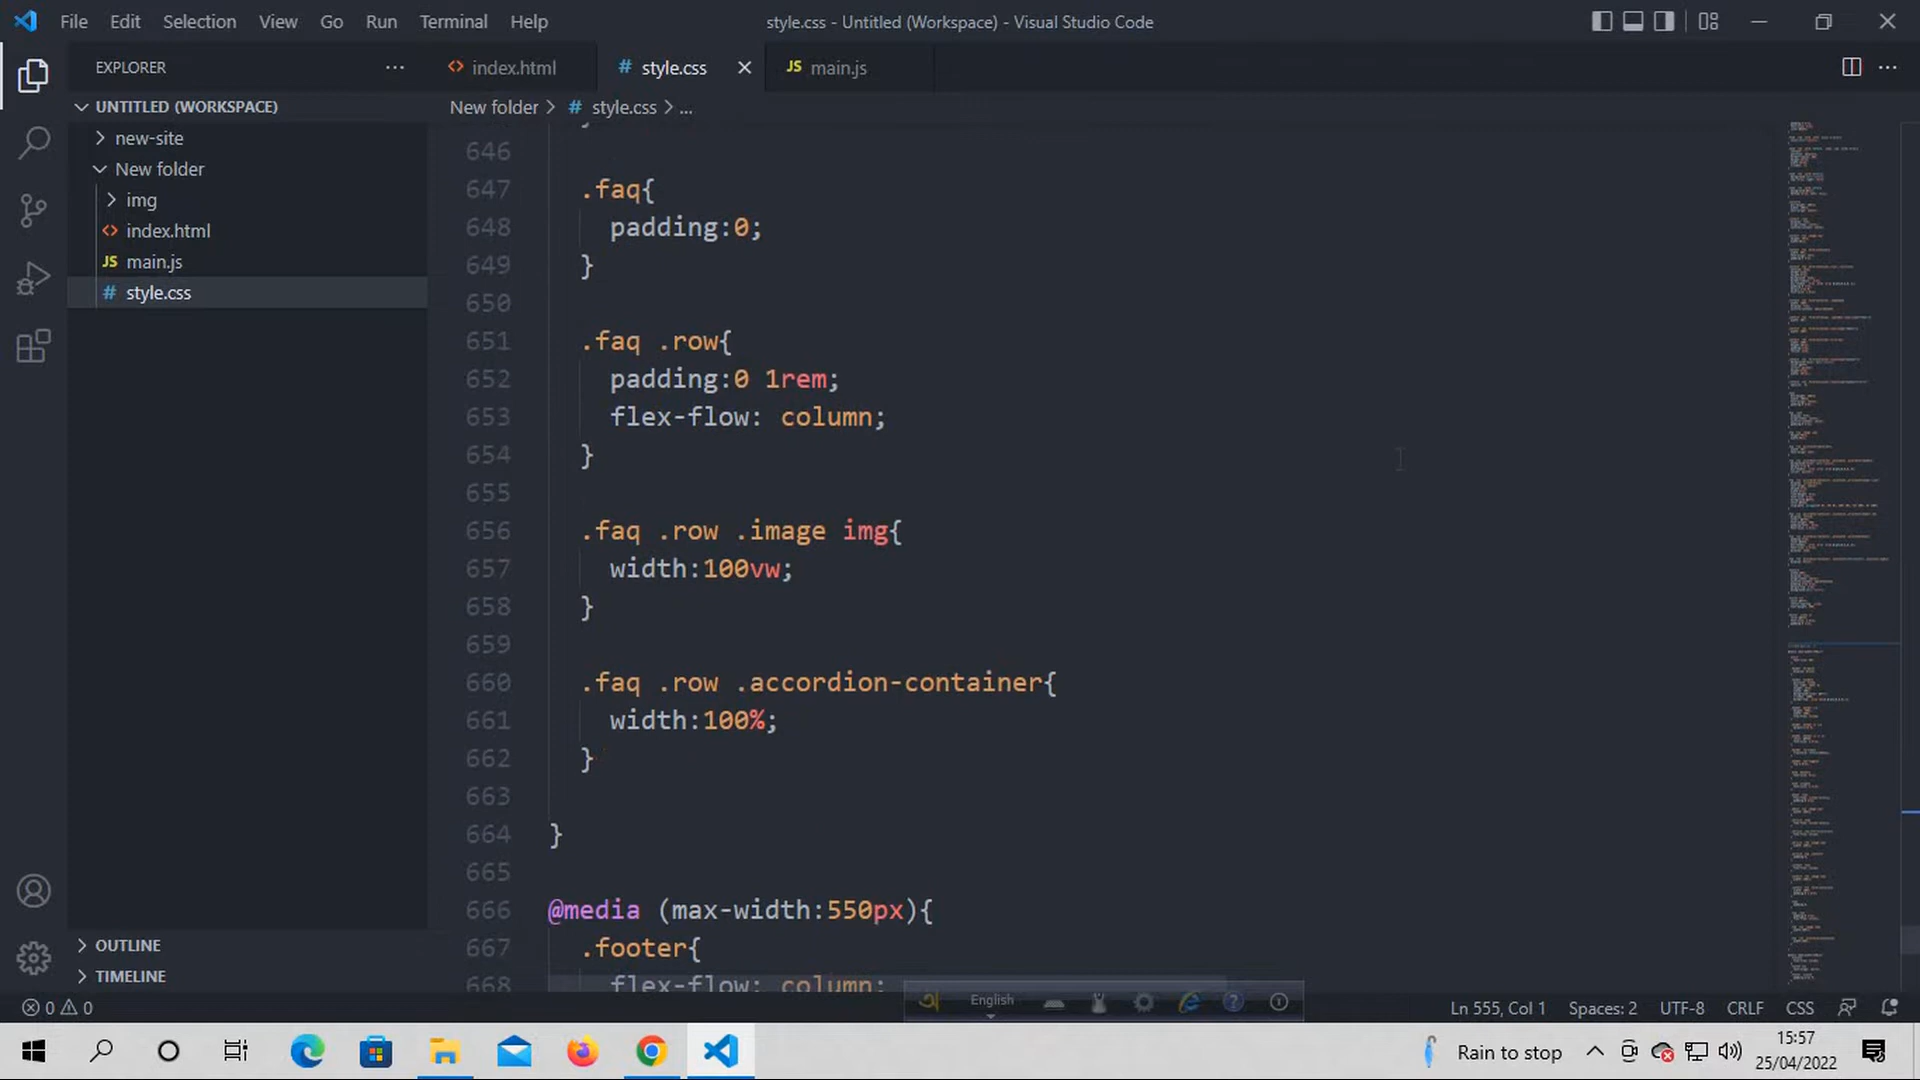 File Edit Selection View Go Run Terminal Help
style.css - Untitled (Workspace) - Visual Studio Code
EXPLORER
UNTITLED (WORKSPACE)
new-site
New folder
img
index.html
JS main.js
# style.css
OUTLINE
TIMELINE
index.html
# style.css
JS main.js
New folder > # style.css > ...
646
647 .faq{
648 padding:0;
649 }
650
651 .faq .row{
652 padding:0 1rem;
653 flex-flow: column;
654 }
655
656 .faq .row .image img{
657 width:100vw;
658 }
659
660 .faq .row .accordion-container{
661 width:100%;
662 }
663
664 }
665
666 @media (max-width:550px){
667 .footer{
668 flex-flow: column;
English
0 0
Ln 555, Col 1 Spaces: 2 UTF-8 CRLF CSS
Rain to stop
15:57
25/04/2022